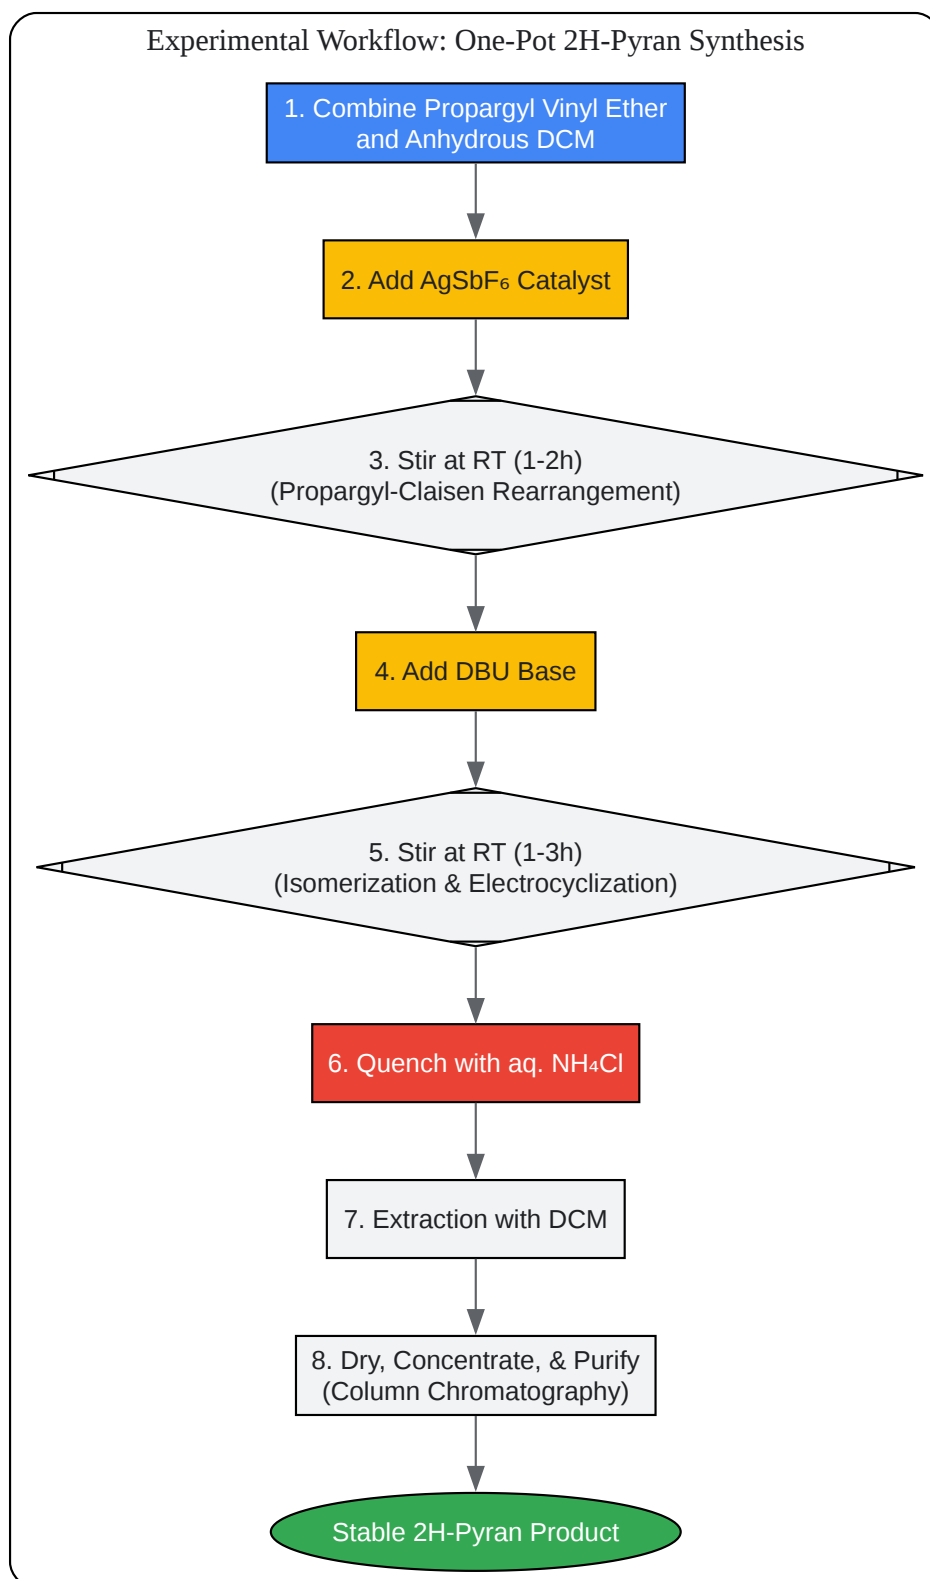 Experimental Workflow: One-Pot 2H-Pyran Synthesis
1. Combine Propargyl Vinyl Ether
and Anhydrous DCM
2. Add AgSbF₆ Catalyst
3. Stir at RT (1-2h)
(Propargyl-Claisen Rearrangement)
4. Add DBU Base
5. Stir at RT (1-3h)
(Isomerization & Electrocyclization)
6. Quench with aq. NH₄Cl
7. Extraction with DCM
8. Dry, Concentrate, & Purify
(Column Chromatography)
Stable 2H-Pyran Product